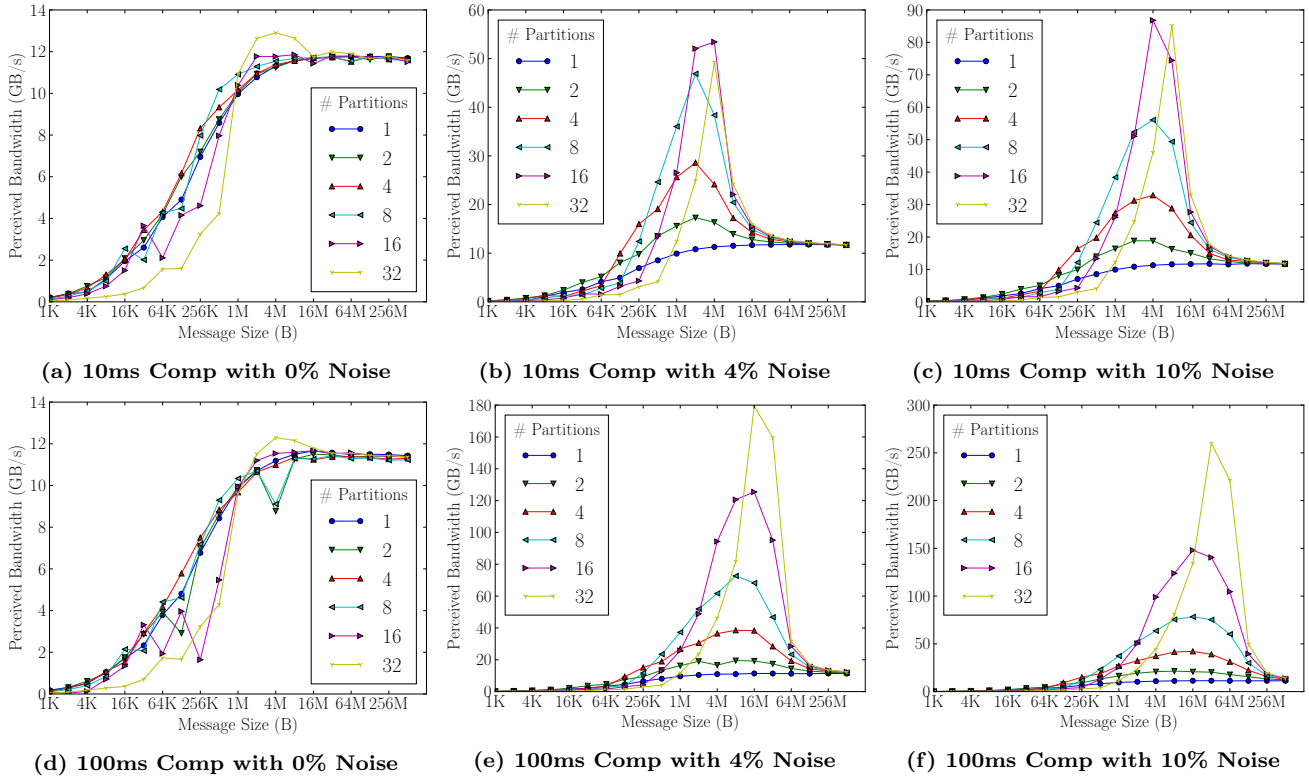 14
12
10
8
6
4
2
0
Perceived Bandwidth (GB/s)
# Partitions
1
2
4
8
16
32
1K 4K 16K 64K 256K 1M 4M 16M 64M 256M
Message Size (B)
(a) 10ms Comp with 0% Noise
60
50
40
30
20
10
0
Perceived Bandwidth (GB/s)
# Partitions
1
2
4
8
16
32
1K 4K 16K 64K 256K 1M 4M 16M 64M 256M
Message Size (B)
(b) 10ms Comp with 4% Noise
90
80
70
60
50
40
30
20
10
0
Perceived Bandwidth (GB/s)
# Partitions
1
2
4
8
16
32
1K 4K 16K 64K 256K 1M 4M 16M 64M 256M
Message Size (B)
(c) 10ms Comp with 10% Noise
14
12
10
8
6
4
2
0
Perceived Bandwidth (GB/s)
# Partitions
1
2
4
8
16
32
1K 4K 16K 64K 256K 1M 4M 16M 64M 256M
Message Size (B)
(d) 100ms Comp with 0% Noise
180
160
140
120
100
80
60
40
20
0
Perceived Bandwidth (GB/s)
# Partitions
1
2
4
8
16
32
1K 4K 16K 64K 256K 1M 4M 16M 64M 256M
Message Size (B)
(e) 100ms Comp with 4% Noise
300
250
200
150
100
50
0
Perceived Bandwidth (GB/s)
# Partitions
1
2
4
8
16
32
1K 4K 16K 64K 256K 1M 4M 16M 64M 256M
Message Size (B)
(f) 100ms Comp with 10% Noise